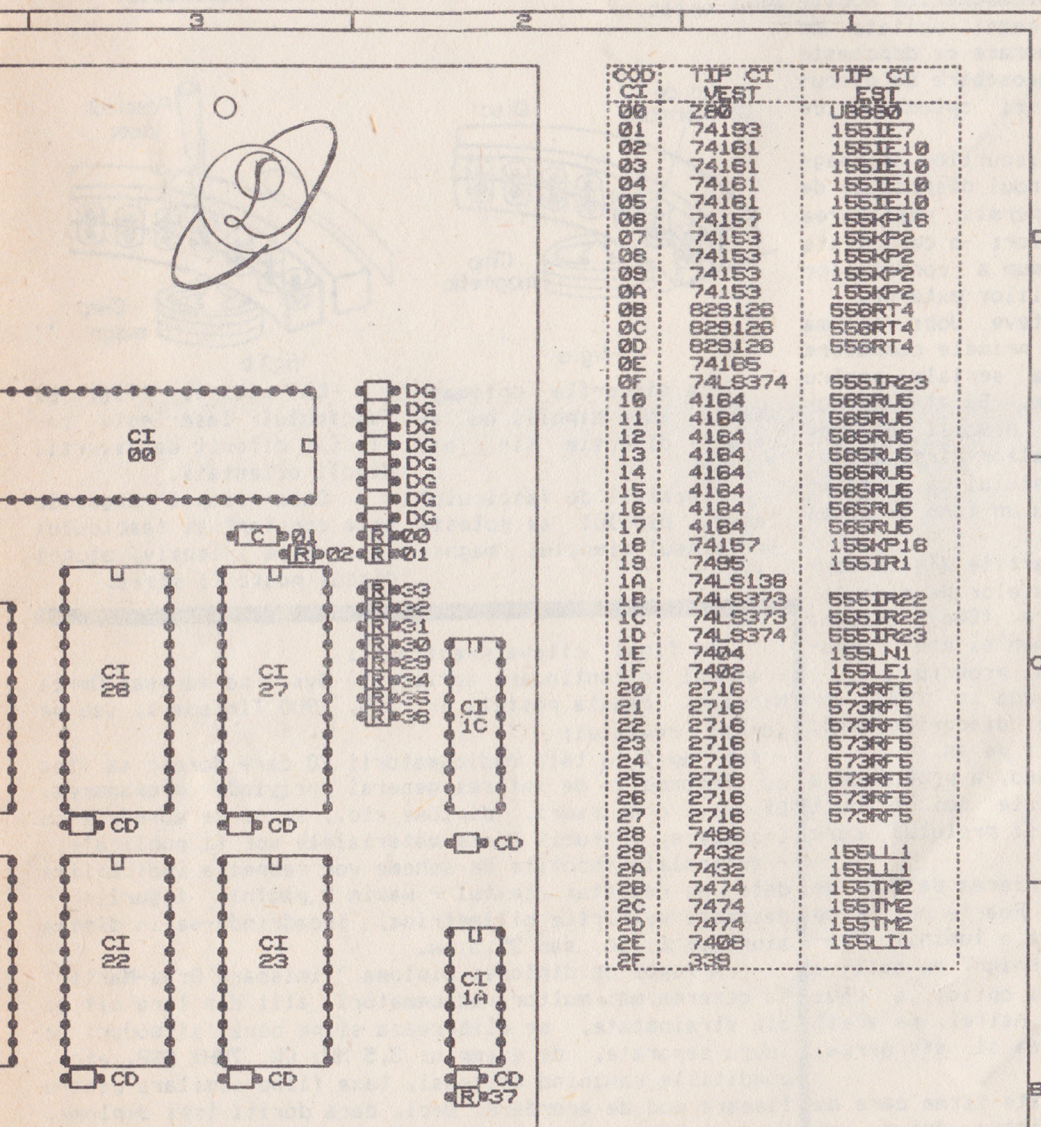 3 2 1
COD TIP CI TIP CI
CI VEST EST
00 Z80 U8880
01 74193 155IE7
02 74161 155IE10
03 74161 155IE10
04 74161 155IE10
05 74161 155IE10
06 74157 155KP16
07 74153 155KP2
08 74153 155KP2
09 74153 155KP2
0A 74153 155KP2
0B 82S126 556RT4
0C 82S126 556RT4
0D 82S126 556RT4
0E 74165
0F 74LS374 555IR23
10 4164 565RU5
11 4164 565RU5
12 4164 565RU5
13 4164 565RU5
14 4164 565RU5
15 4164 565RU5
16 4164 565RU5
17 4164 565RU5
18 74157 155KP16
19 7495 155IR1
1A 74LS138
1B 74LS373 555IR22
1C 74LS373 555IR22
1D 74LS374 555IR23
1E 7404 155LN1
1F 7402 155LE1
20 2716 573RF5
21 2716 573RF5
22 2716 573RF5
23 2716 573RF5
24 2716 573RF5
25 2716 573RF5
26 2716 573RF5
27 2716 573RF5
28 7486
29 7432 155LL1
2A 7432 155LL1
2B 7474 155TM2
2C 7474 155TM2
2D 7474 155TM2
2E 7408 155LI1
2F 339
DG
DG
DG
DG
DG
DG
DG
DG
CI
00
C 01
R 02
R 00
R 01
R
R
R
R
R
R
R
R
CI
26
CI
27
CI
1C
CD
CD
CD
CI
22
CI
23
CI
1A
CD
CD
CD
R 37
C
B